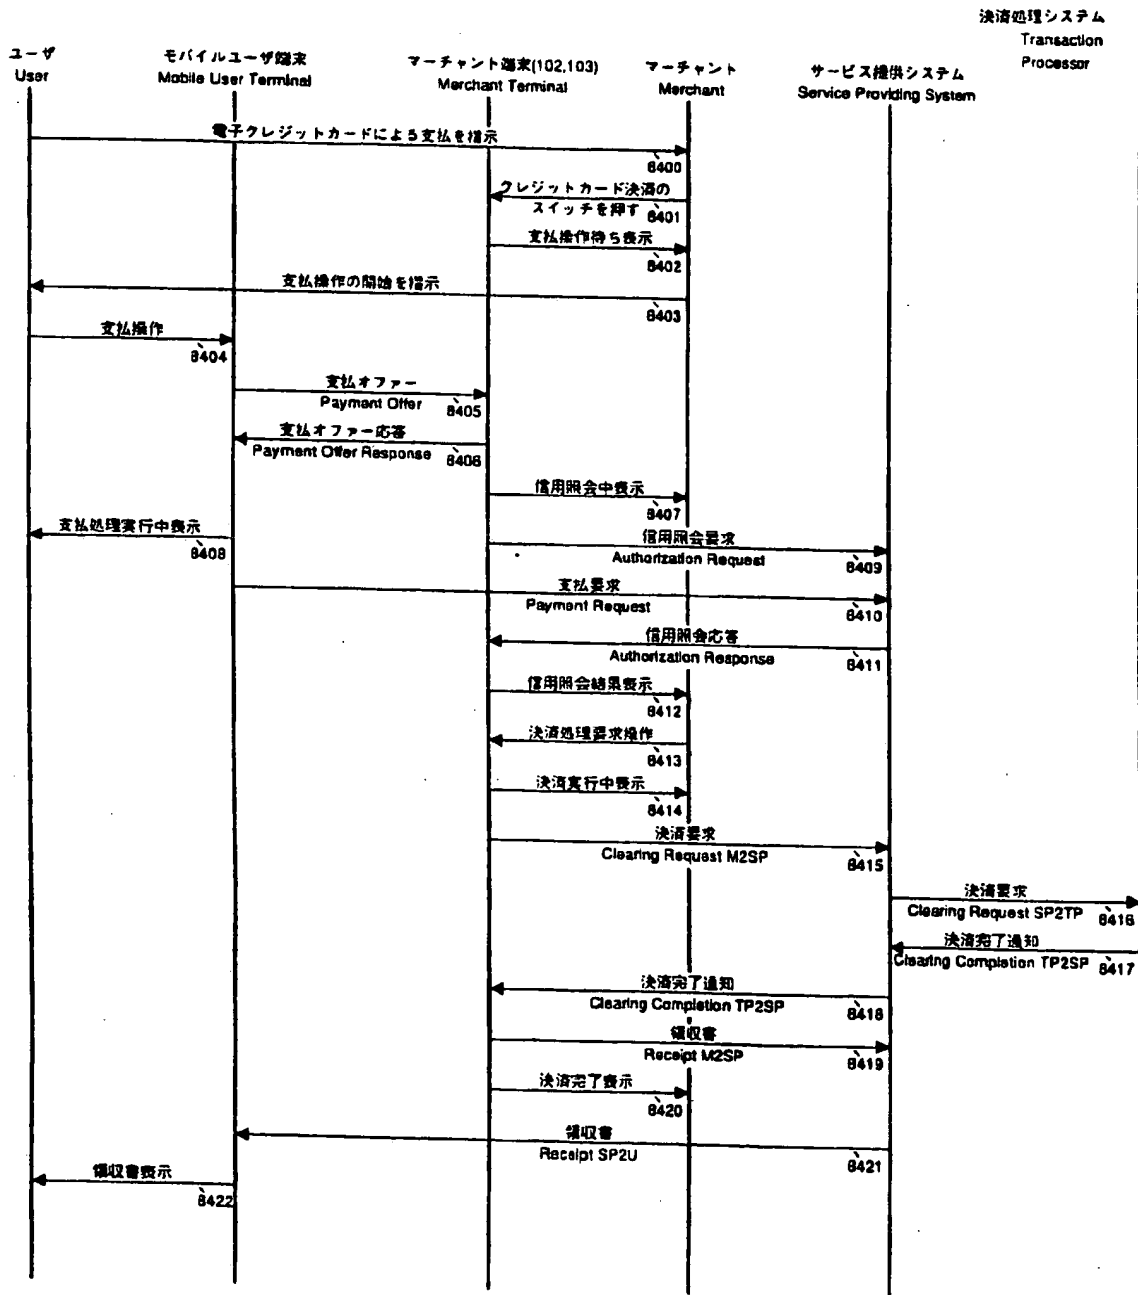 決済処理システム
Transaction
Processor
ユーザ
User
モバイルユーザ端末
Mobile User Terminal
マーチャント端末(102,103)
Merchant Terminal
マーチャント
Merchant
サービス提供システム
Service Providing System
電子クレジットカードによる支払を指示
8400
クレジットカード決済の
スイッチを押す
8401
支払操作待ち表示
8402
支払操作の開始を指示
8403
支払操作
8404
支払オファー
Payment Offer
8405
支払オファー応答
Payment Offer Response
8406
信用照会中表示
8407
支払処理実行中表示
8408
信用照会要求
Authorization Request
8409
支払要求
Payment Request
8410
信用照会応答
Authorization Response
8411
信用照会結果表示
8412
決済処理要求操作
8413
決済実行中表示
8414
決済要求
Clearing Request M2SP
8415
決済要求
Clearing Request SP2TP
8416
決済完了通知
Clearing Completion TP2SP
8417
決済完了通知
Clearing Completion TP2SP
8418
領収書
Receipt M2SP
8419
決済完了表示
8420
領収書
Receipt SP2U
8421
領収書表示
8422